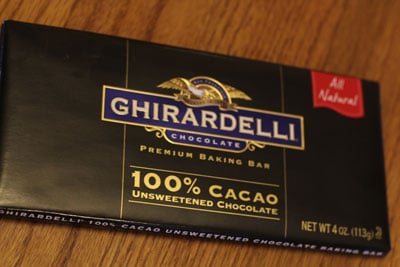 All
Natural
GHIRARDELLI
CHOCOLATE
PREMIUM BAKING BAR
100% CACAO
UNSWEETENED CHOCOLATE
NET WT 4 OZ. (113g)
GHIRARDELLI® 100% CACAO UNSWEETENED CHOCOLATE BAKING BAR